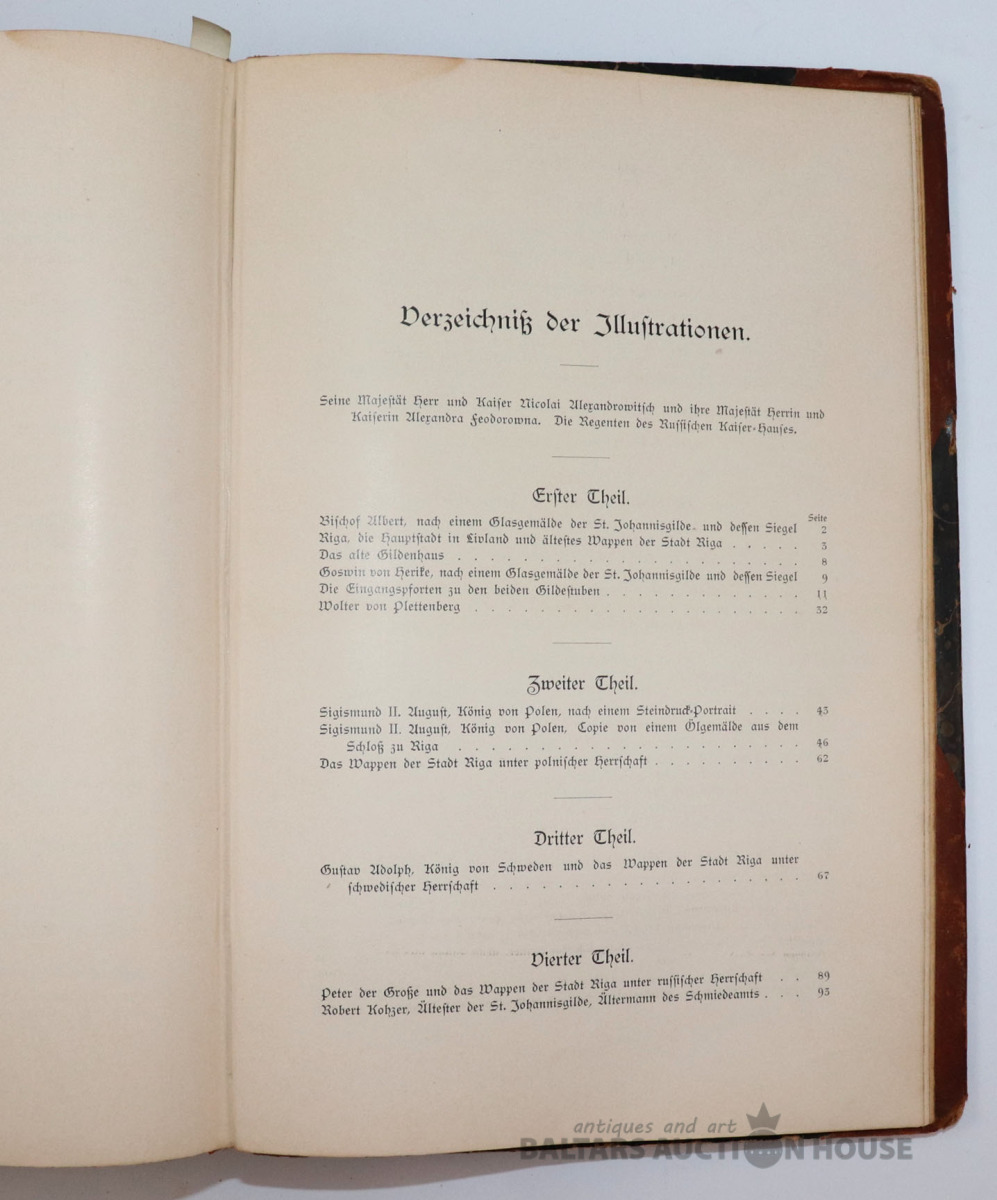 Verzeichniß der Illustrationen.
Seine Majestät Herr und Kaiser Nicolai Alexandrowitsch und ihre Majestät Herrin und
Kaiserin Alexandra Feodorowna. Die Regenten des Russischen Kaiser-Hauses.
Erster Theil.
Seite
Bischof Albert, nach einem Glasgemälde der St. Johannisgilde und dessen Siegel 2
Riga, die Hauptstadt in Livland und ältestes Wappen der Stadt Riga . . . . . 3
Das alte Gildenhaus . . . . . . . . . . . . . . . . . . 8
Goswin von Herike, nach einem Glasgemälde der St. Johannisgilde und dessen Siegel 9
Die Eingangspforten zu den beiden Gildestuben . . . . . . . . . . . 11
Wolter von Plettenberg . . . . . . . . . . . . . . . . . 32
Zweiter Theil.
Sigismund II. August, König von Polen, nach einem Steindruck-Portrait . . . . 43
Sigismund II. August, König von Polen, Copie von einem Ölgemälde aus dem
Schloß zu Riga . . . . . . . . . . . . . . . . . . 46
Das Wappen der Stadt Riga unter polnischer Herrschaft . . . . . . . . . . 62
Dritter Theil.
Gustav Adolph, König von Schweden und das Wappen der Stadt Riga unter
schwedischer Herrschaft . . . . . . . . . . . . . . . . 67
Vierter Theil.
Peter der Große und das Wappen der Stadt Riga unter russischer Herrschaft . . 89
Robert Kohzer, Ältester der St. Johannisgilde, Ältermann des Schmiedeamts . . . 93
antiques and art
BALTARS AUCTION HOUSE